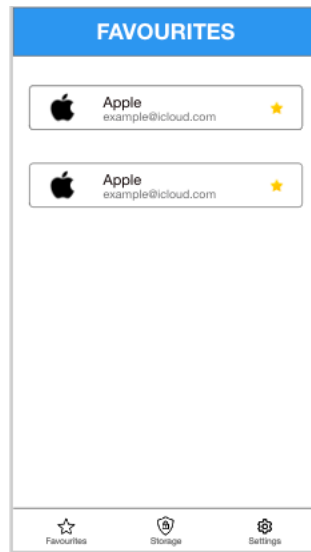 FAVOURITES
Apple
example@icloud.com
Apple
example@icloud.com
Favourites
Storage
Settings